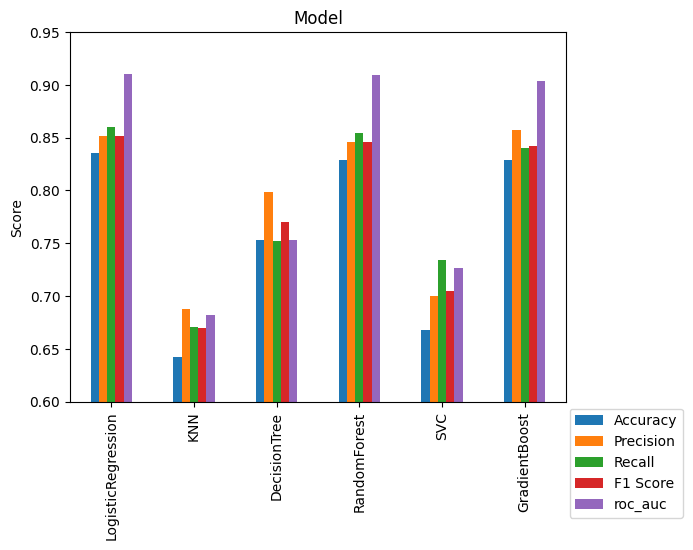 Model
Score
0.95
0.90
0.85
0.80
0.75
0.70
0.65
0.60
LogisticRegression
KNN
DecisionTree
RandomForest
SVC
GradientBoost
Accuracy
Precision
Recall
F1 Score
roc_auc